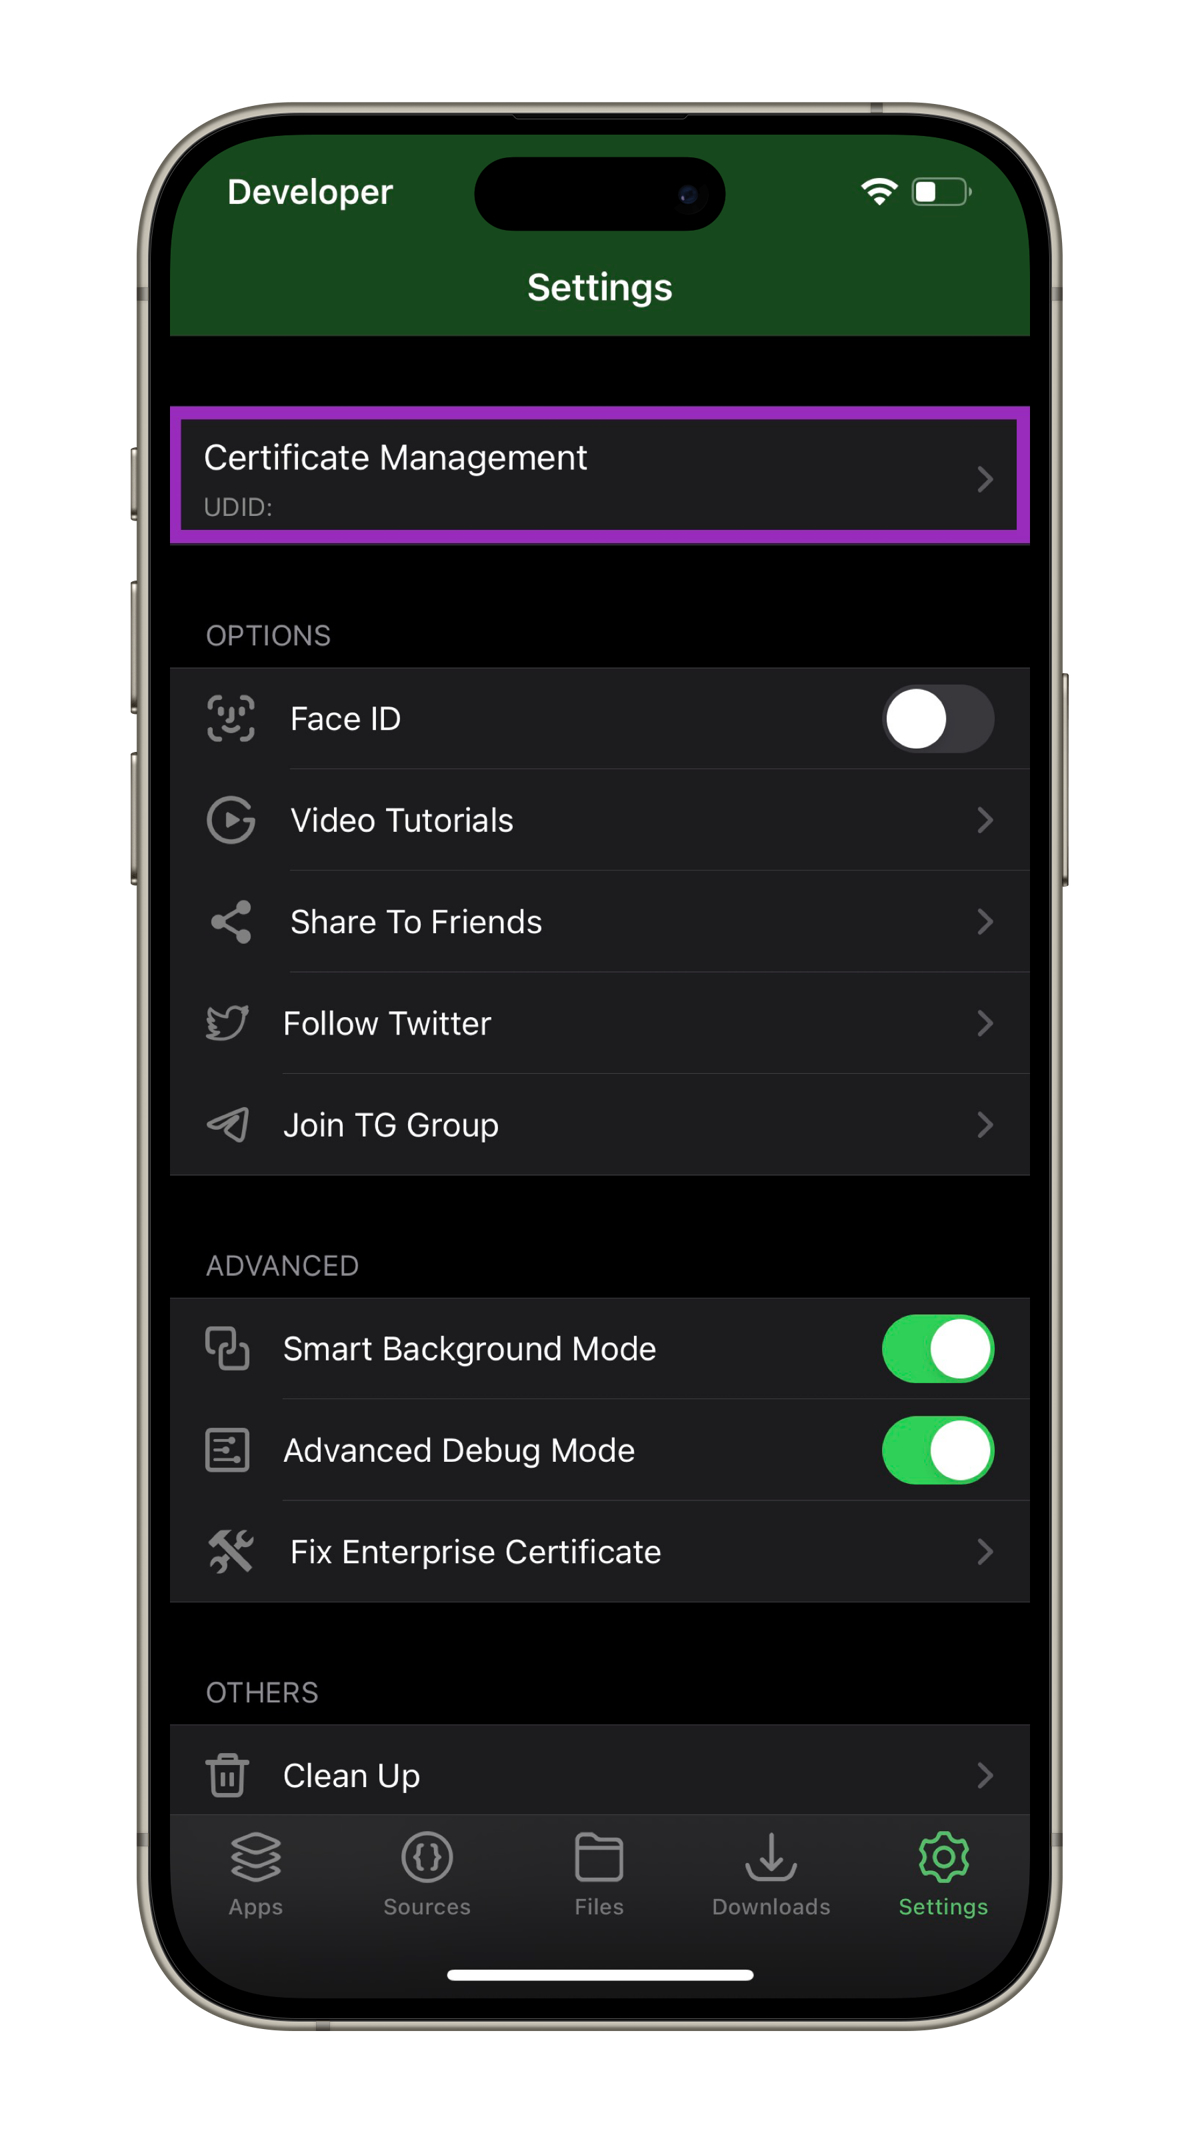 Developer
Settings
Certificate Management
UDID:
OPTIONS
Face ID
Video Tutorials
Share To Friends
Follow Twitter
Join TG Group
ADVANCED
Smart Background Mode
Advanced Debug Mode
Fix Enterprise Certificate
OTHERS
Clean Up
Apps
Sources
Files
Downloads
Settings